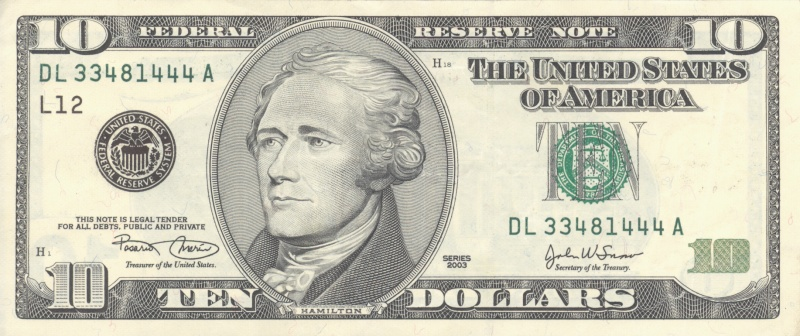 10 FEDERAL RESERVE NOTE 10
DL 33481444 A
L12
H18
THE UNITED STATES
OF AMERICA
UNITED STATES
FEDERAL RESERVE SYSTEM
TEN
THIS NOTE IS LEGAL TENDER
FOR ALL DEBTS, PUBLIC AND PRIVATE
DL 33481444 A
H1
Rosario Marin
Treasurer of the United States.
SERIES
2003
John W Snow
Secretary of the Treasury.
10
10 TEN DOLLARS
HAMILTON